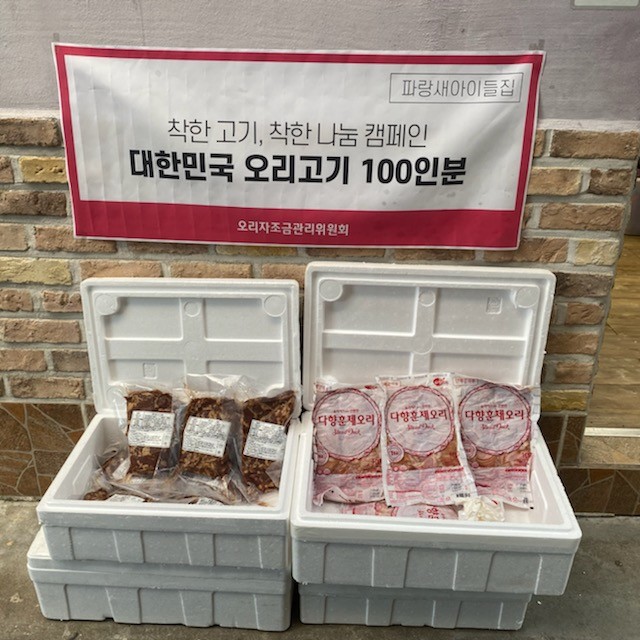 파랑새아이들집
착한 고기, 착한 나눔 캠페인
대한민국 오리고기 100인분
오리자조금관리위원회
다향훈제오리
다향훈제오리
다향훈제오리